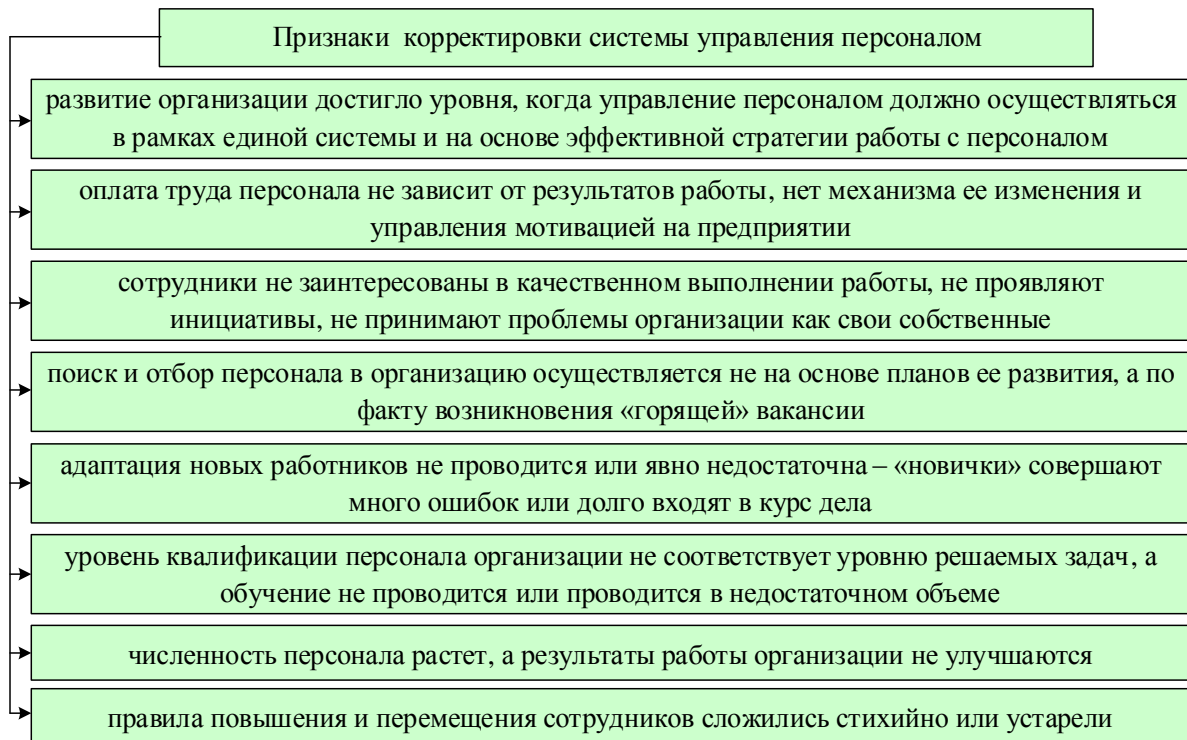 Признаки корректировки системы управления персоналом
развитие организации достигло уровня, когда управление персоналом должно осуществляться
в рамках единой системы и на основе эффективной стратегии работы с персоналом
оплата труда персонала не зависит от результатов работы, нет механизма ее изменения и
управления мотивацией на предприятии
сотрудники не заинтересованы в качественном выполнении работы, не проявляют
инициативы, не принимают проблемы организации как свои собственные
поиск и отбор персонала в организацию осуществляется не на основе планов ее развития, а по
факту возникновения «горящей» вакансии
адаптация новых работников не проводится или явно недостаточна – «новички» совершают
много ошибок или долго входят в курс дела
уровень квалификации персонала организации не соответствует уровню решаемых задач, а
обучение не проводится или проводится в недостаточном объеме
численность персонала растет, а результаты работы организации не улучшаются
правила повышения и перемещения сотрудников сложились стихийно или устарели